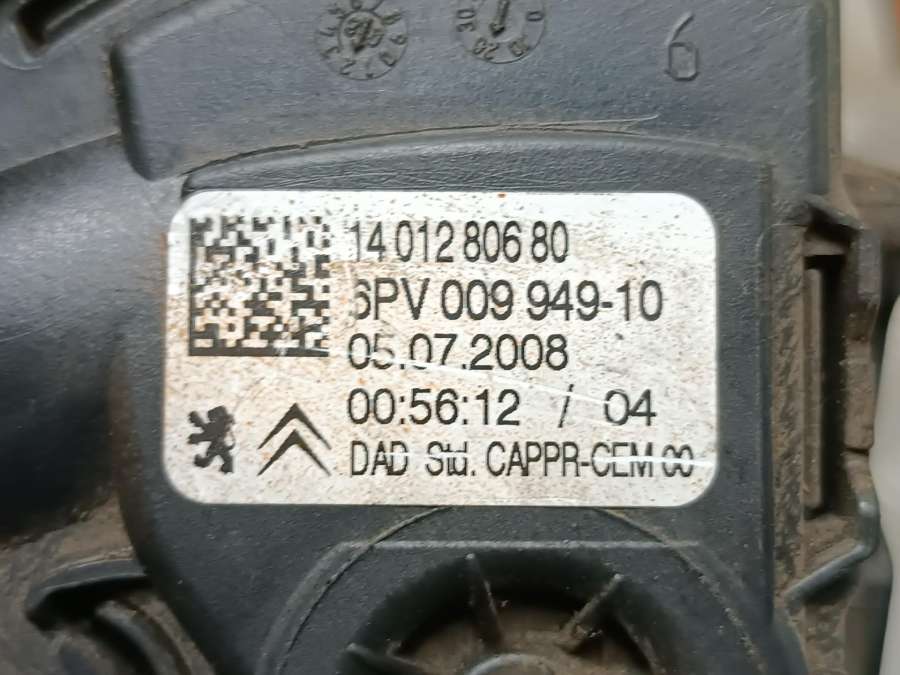 6
14 012 806 80
6PV 009 949-10
05.07.2008
00:56:12 / 04
DAD Std. CAPPR-CEM 00